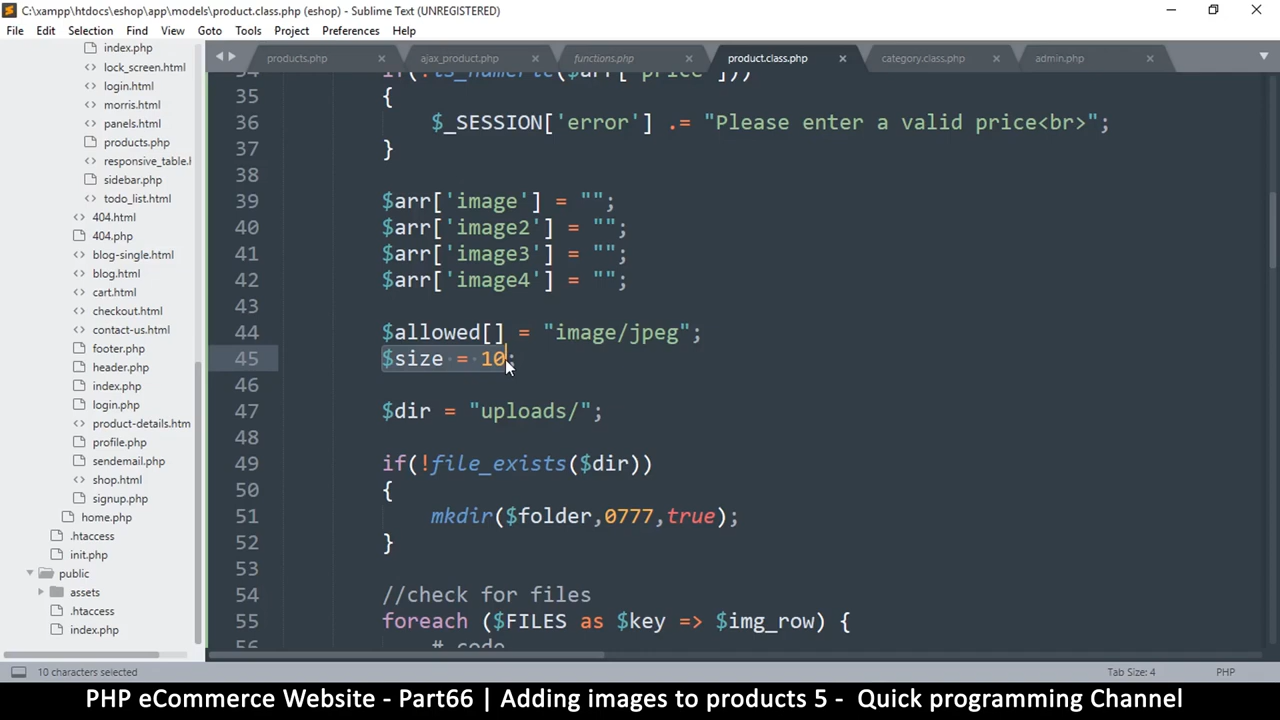 C:\xampp\htdocs\eshop\app\models\product.class.php (eshop) - Sublime Text (UNREGISTERED)
File Edit Selection Find View Goto Tools Project Preferences Help
products.php ajax_product.php functions.php product.class.php category.class.php admin.php
index.php
lock_screen.html
login.html
morris.html
panels.html
products.php
responsive_table.h
sidebar.php
todo_list.html
404.html
404.php
blog-single.html
blog.html
cart.html
checkout.html
contact-us.html
footer.php
header.php
index.php
login.php
product-details.htm
profile.php
sendemail.php
shop.html
signup.php
home.php
.htaccess
init.php
public
assets
.htaccess
index.php
34 if(!is_numeric($arr['price']))
35 {
36 $_SESSION['error'] .= "Please enter a valid price<br>";
37 }
38
39 $arr['image'] = "";
40 $arr['image2'] = "";
41 $arr['image3'] = "";
42 $arr['image4'] = "";
43
44 $allowed[] = "image/jpeg";
45 $size = 10;
46
47 $dir = "uploads/";
48
49 if(!file_exists($dir))
50 {
51 mkdir($folder,0777,true);
52 }
53
54 //check for files
55 foreach ($FILES as $key => $img_row) {
56 # code
10 characters selected
Tab Size: 4
PHP
PHP eCommerce Website - Part66 | Adding images to products 5 - Quick programming Channel